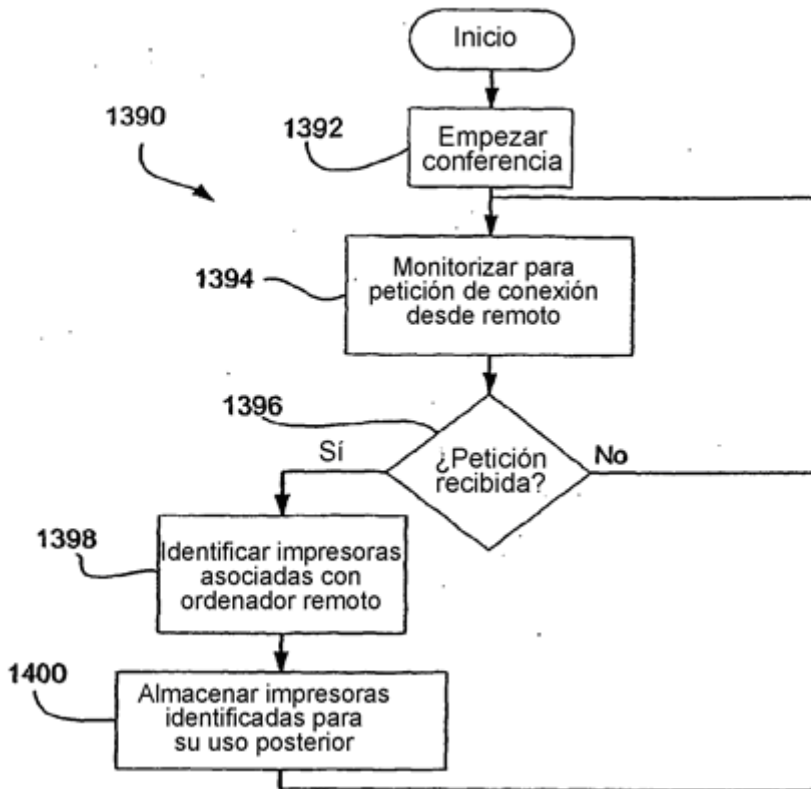 Inicio
1390
1392
Empezar
conferencia
1394
Monitorizar para
petición de conexión
desde remoto
1396
Sí
¿Petición
recibida?
No
1398
Identificar impresoras
asociadas con
ordenador remoto
1400
Almacenar impresoras
identificadas para
su uso posterior